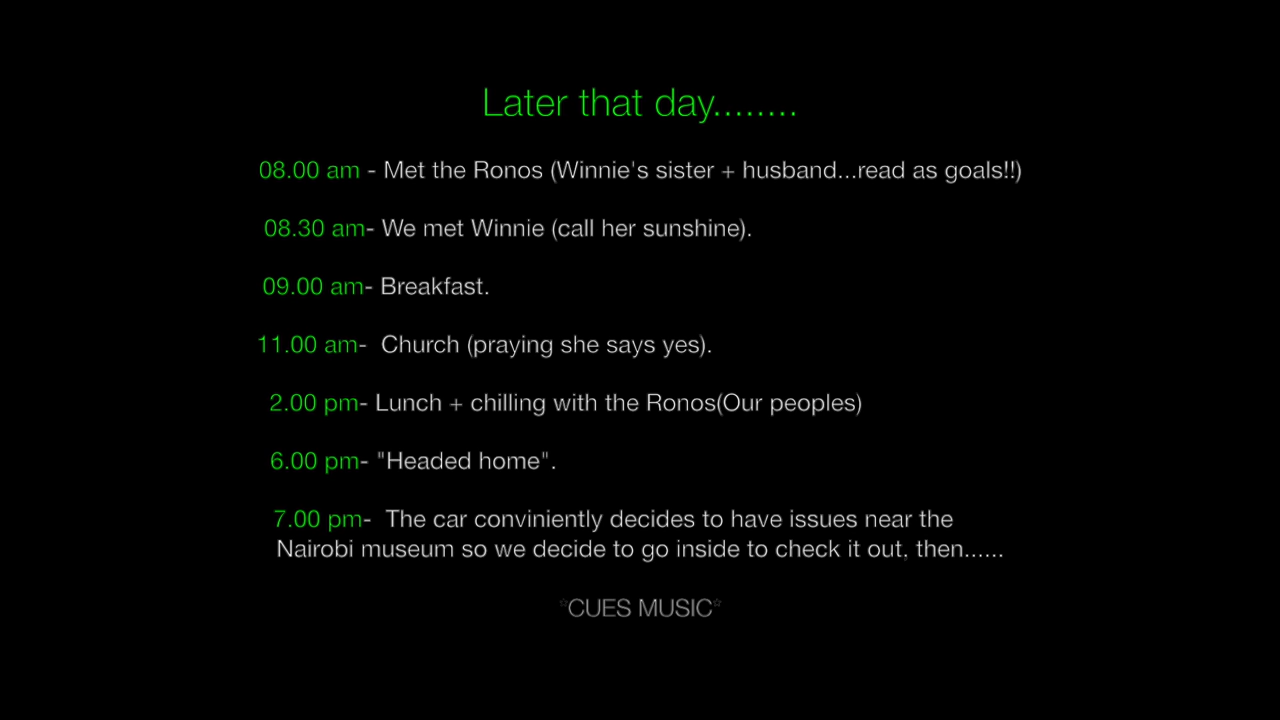 Later that day........
08.00 am - Met the Ronos (Winnie's sister + husband...read as goals!!)
08.30 am- We met Winnie (call her sunshine).
09.00 am- Breakfast.
11.00 am-  Church (praying she says yes).
2.00 pm- Lunch + chilling with the Ronos(Our peoples)
6.00 pm- "Headed home".
7.00 pm-  The car conviniently decides to have issues near the
Nairobi museum so we decide to go inside to check it out, then......
*CUES MUSIC*